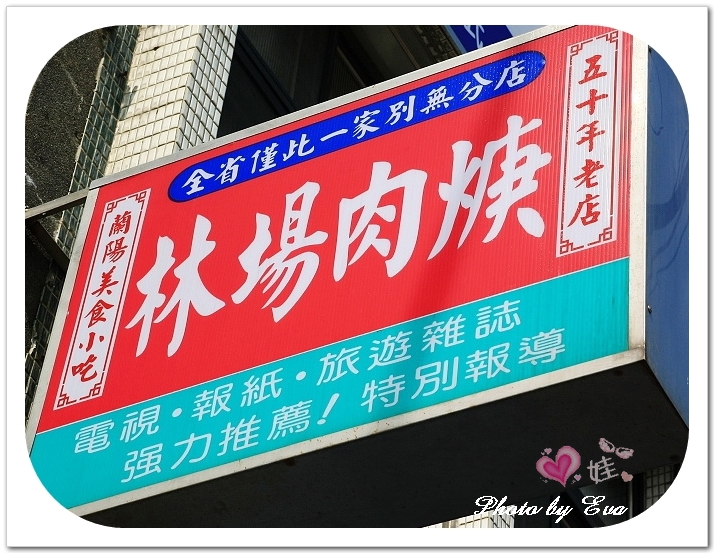 全省僅此一家別無分店
五十年老店
林場肉焿
蘭陽美食小吃
電視・報紙・旅遊雜誌
强力推薦!特別報導
娃
Photo by Eva